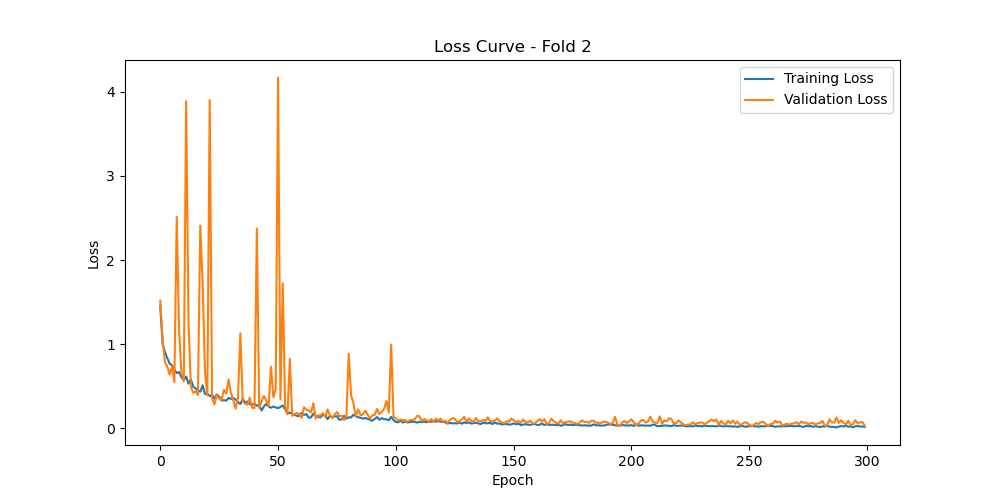 Loss Curve - Fold 2
Training Loss
Validation Loss
4
3
2
1
0
Loss
0 50 100 150 200 250 300
Epoch